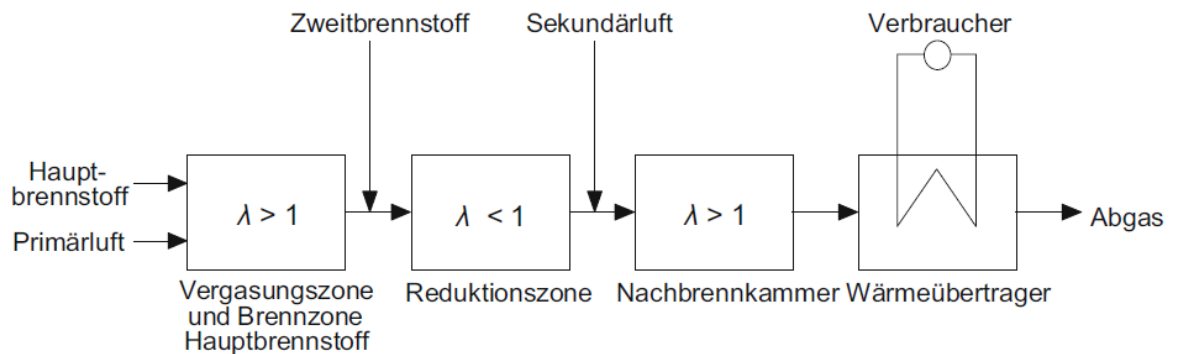 Zweitbrennstoff
Sekundärluft
Verbraucher
Haupt-
brennstoff
Primärluft
λ > 1
λ < 1
λ > 1
Abgas
Vergasungszone
und Brennzone
Hauptbrennstoff
Reduktionszone
Nachbrennkammer
Wärmeübertrager